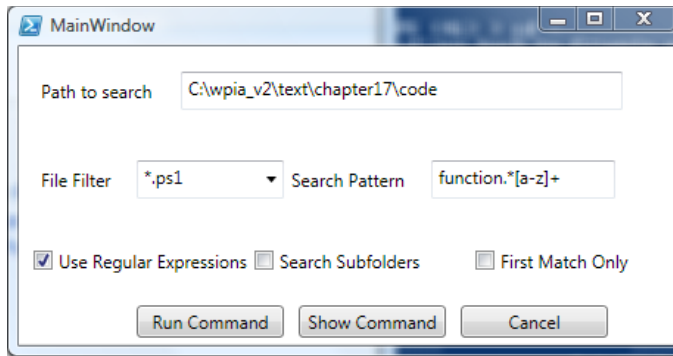 MainWindow
Path to search C:\wpia_v2\text\chapter17\code
File Filter *.ps1 Search Pattern function.*[a-z]+
Use Regular Expressions Search Subfolders First Match Only
Run Command Show Command Cancel